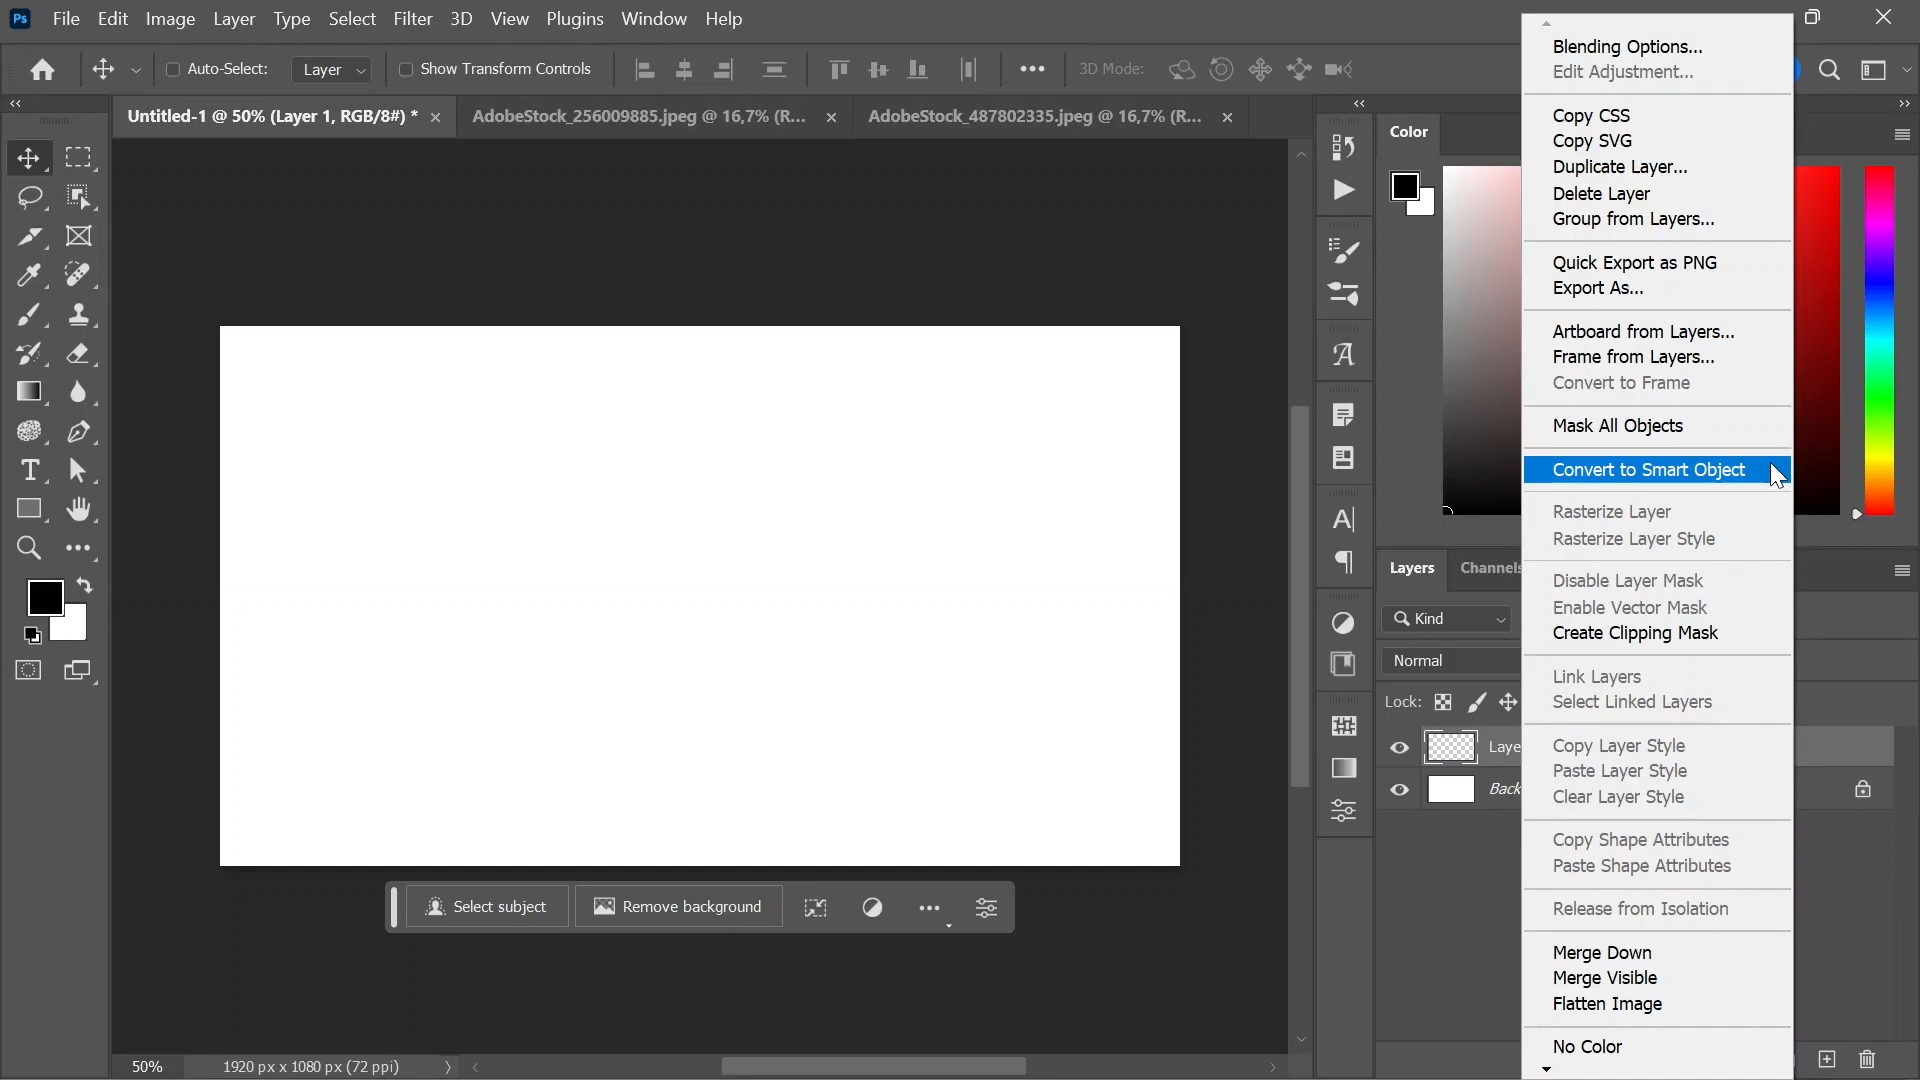 Ps File Edit Image Layer Type Select Filter 3D View Plugins Window Help
Auto-Select: Layer Show Transform Controls 3D Mode:
Untitled-1 @ 50% (Layer 1, RGB/8#) * AdobeStock_256009885.jpeg @ 16,7% (R... AdobeStock_487802335.jpeg @ 16,7% (R...
Color
Blending Options...
Edit Adjustment...
Copy CSS
Copy SVG
Duplicate Layer...
Delete Layer
Group from Layers...
Quick Export as PNG
Export As...
Artboard from Layers...
Frame from Layers...
Convert to Frame
Mask All Objects
Convert to Smart Object
Rasterize Layer
Rasterize Layer Style
Disable Layer Mask
Enable Vector Mask
Create Clipping Mask
Link Layers
Select Linked Layers
Copy Layer Style
Paste Layer Style
Clear Layer Style
Copy Shape Attributes
Paste Shape Attributes
Release from Isolation
Merge Down
Merge Visible
Flatten Image
No Color
Layers Channels
Kind
Normal
Lock:
Laye
Back
Select subject Remove background
50% 1920 px x 1080 px (72 ppi)